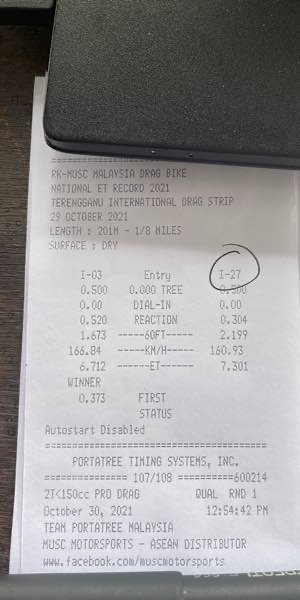 RK-MUSC MALAYSIA DRAG BIKE
NATIONAL ET RECORD 2021
TERENGGANU INTERNATIONAL DRAG STRIP
29 OCTOBER 2021
LENGTH : 201M - 1/8 MILES
SURFACE : DRY
I-03 Entry I-27
0.500 0.000 TREE 0.500
0.00 DIAL-IN 0.00
0.520 REACTION 0.304
1.673 -----60FT----- 2.199
166.84 -----KM/H----- 160.93
6.712 ------ET------ 7.301
WINNER
0.373 FIRST
STATUS
Autostart Disabled
========================================
PORTATREE TIMING SYSTEMS, INC.
=============== 107/108 ==========600214
2TK150cc PRO DRAG QUAL RND 1
October 30, 2021 12:54:42 PM
TEAM PORTATREE MALAYSIA
MUSC MOTORSPORTS - ASEAN DISTRIBUTOR
www.facebook.com/muscmotorsports